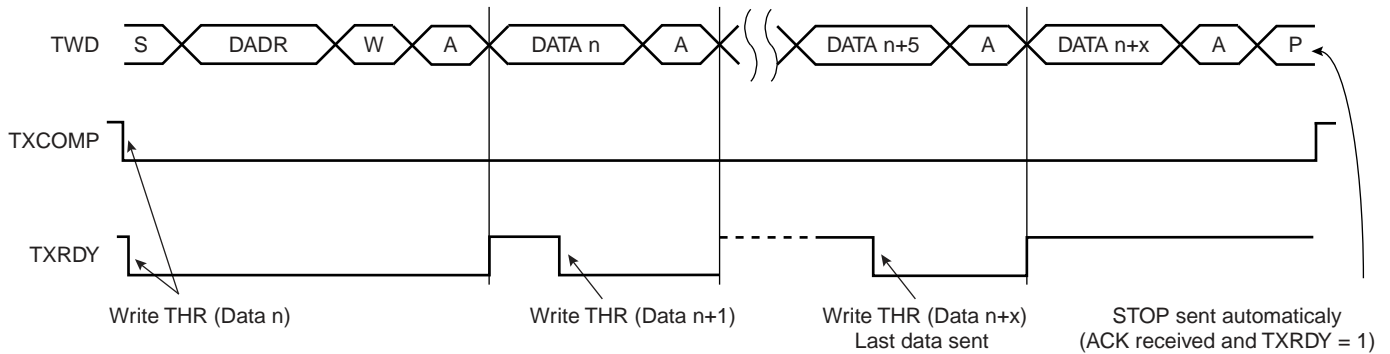 TWD S DADR W A DATA n A DATA n+5 A DATA n+x A P
TXCOMP
TXRDY
Write THR (Data n)
Write THR (Data n+1)
Write THR (Data n+x)
Last data sent
STOP sent automaticaly
(ACK received and TXRDY = 1)